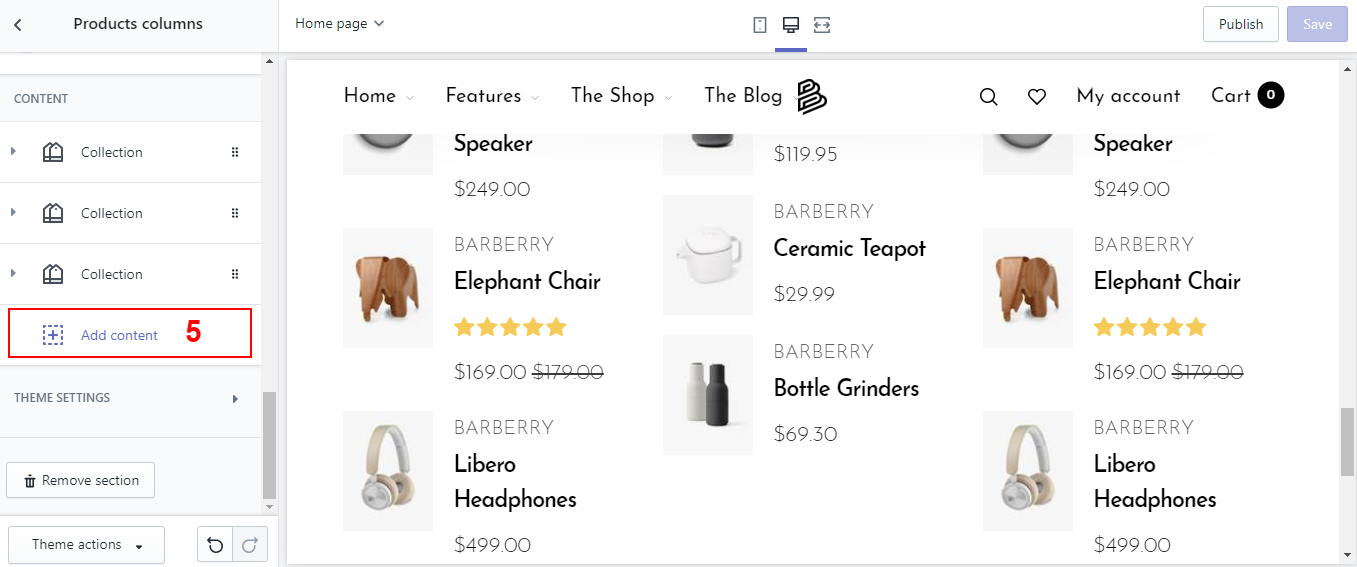 Products columns
Home page
Publish
Save
CONTENT
Collection
Collection
Collection
Add content 5
THEME SETTINGS
Remove section
Theme actions
Home Features The Shop The Blog My account Cart 0
Speaker
$249.00
BARBERRY
Elephant Chair
$169.00 $179.00
BARBERRY
Libero
Headphones
$499.00
$119.95
BARBERRY
Ceramic Teapot
$29.99
BARBERRY
Bottle Grinders
$69.30
Speaker
$249.00
BARBERRY
Elephant Chair
$169.00 $179.00
BARBERRY
Libero
Headphones
$499.00